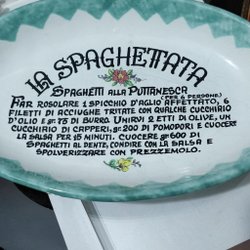 LA SPAGHETTATA
SPAGHETTI ALLA PUTTANESCA
(PER 6 PERSONE)
FAR ROSOLARE 1 SPICCHIO D'AGLIO AFFETTATO, 6
FILETTI DI ACCIUGHE TRITATE CON QUALCHE CUCCHIAIO
D'OLIO E gr 75 DI BURRO. UNIRVI 2 ETTI DI OLIVE, UN
CUCCHIAIO DI CAPPERI, gr 200 DI POMODORI E CUOCERE
LA SALSA PER 15 MINUTI. CUOCERE gr 600 DI
SPAGHETTI AL DENTE, CONDIRE CON LA SALSA E
SPOLVERIZZARE CON PREZZEMOLO.